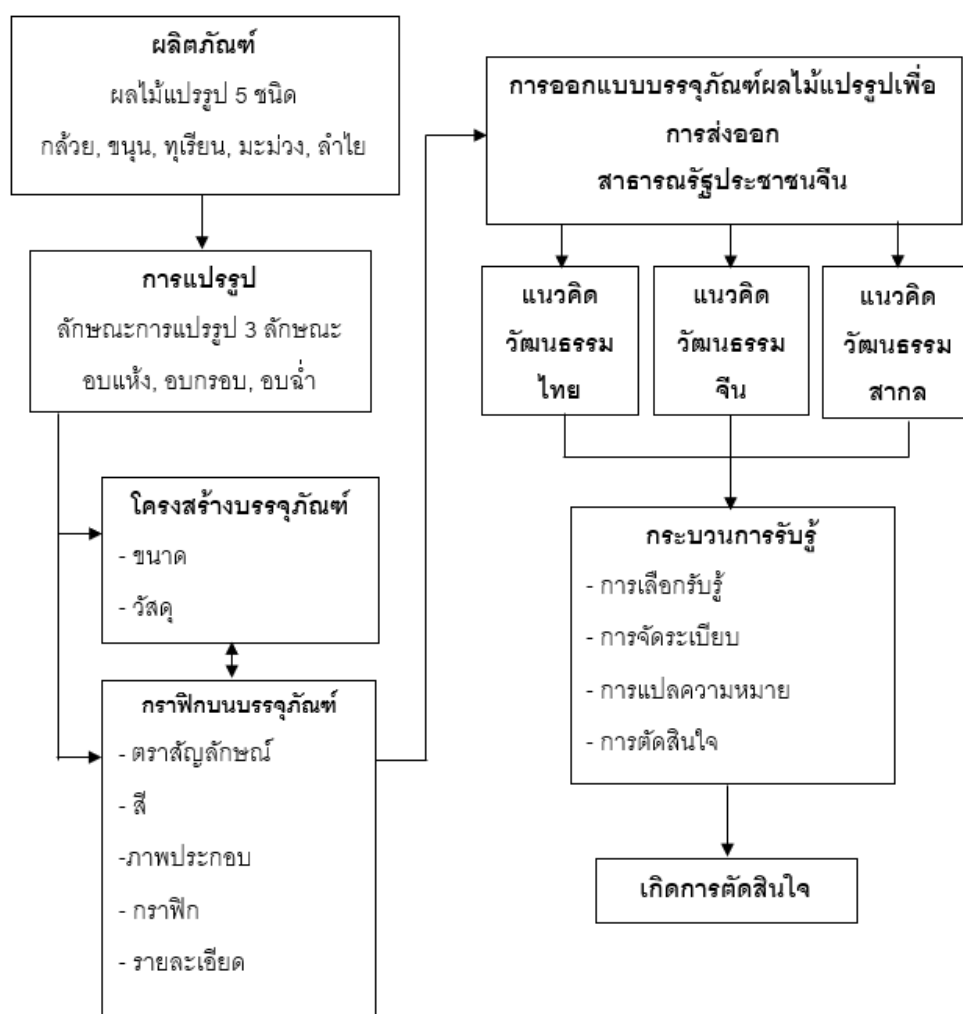 ผลิตภัณฑ์
ผลไม้แปรรูป 5 ชนิด
กล้วย, ขนุน, ทุเรียน, มะม่วง, ลำไย
การแปรรูป
ลักษณะการแปรรูป 3 ลักษณะ
อบแห้ง, อบกรอบ, อบฉ่ำ
โครงสร้างบรรจุภัณฑ์
- ขนาด
- วัสดุ
กราฟิกบนบรรจุภัณฑ์
- ตราสัญลักษณ์
- สี
-ภาพประกอบ
- กราฟิก
- รายละเอียด
การออกแบบบรรจุภัณฑ์ผลไม้แปรรูปเพื่อ
การส่งออก
สาธารณรัฐประชาชนจีน
แนวคิด
วัฒนธรรม
ไทย
แนวคิด
วัฒนธรรม
จีน
แนวคิด
วัฒนธรรม
สากล
กระบวนการรับรู้
- การเลือกรับรู้
- การจัดระเบียบ
- การแปลความหมาย
- การตัดสินใจ
เกิดการตัดสินใจ